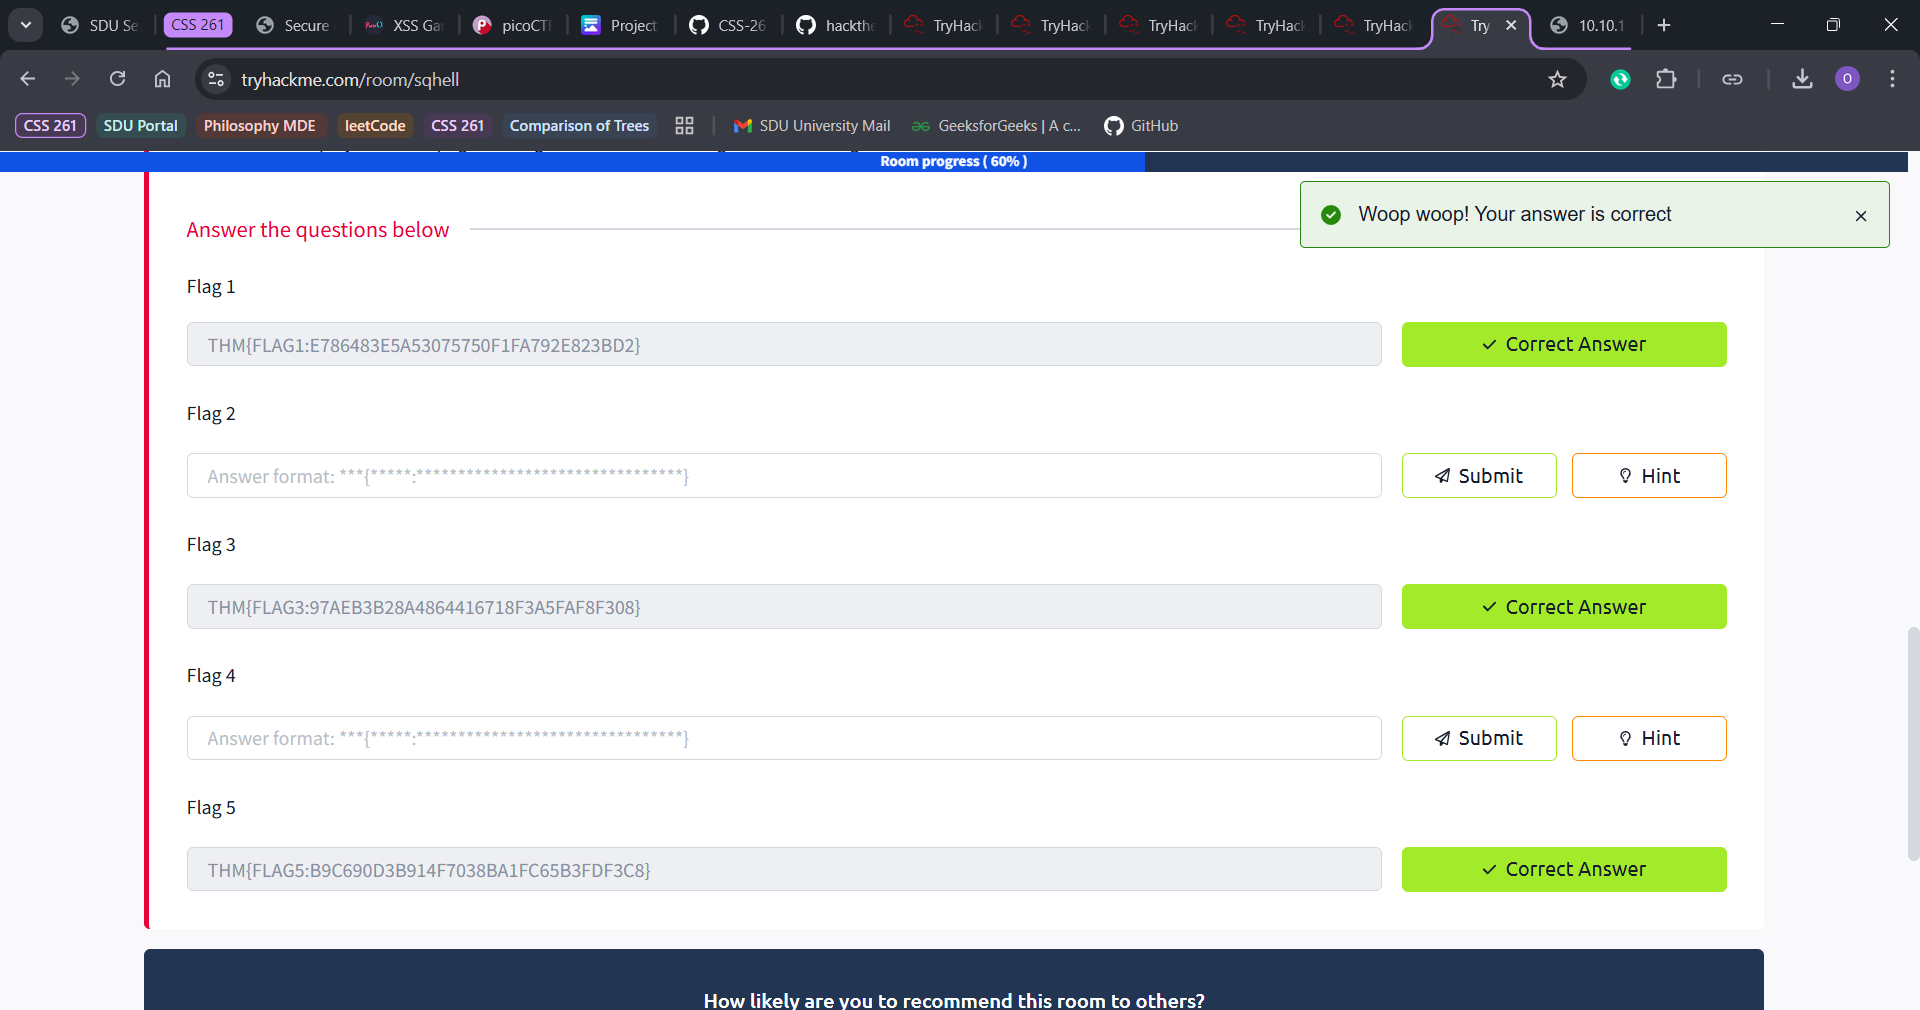 SDU Se
CSS 261
Secure
XSS Ga
picoCTF
Project
CSS-26
hackthe
TryHack
TryHack
TryHack
TryHack
TryHack
Try
10.10.1
tryhackme.com/room/sqhell
O
CSS 261
SDU Portal
Philosophy MDE
leetCode
CSS 261
Comparison of Trees
SDU University Mail
GeeksforGeeks | A c...
GitHub
Room progress ( 60% )
Woop woop! Your answer is correct
Answer the questions below
Flag 1
THM{FLAG1:E786483E5A53075750F1FA792E823BD2}
Correct Answer
Flag 2
Answer format: ***{*****:********************************}
Submit
Hint
Flag 3
THM{FLAG3:97AEB3B28A4864416718F3A5FAF8F308}
Correct Answer
Flag 4
Answer format: ***{*****:********************************}
Submit
Hint
Flag 5
THM{FLAG5:B9C690D3B914F7038BA1FC65B3FDF3C8}
Correct Answer
How likely are you to recommend this room to others?